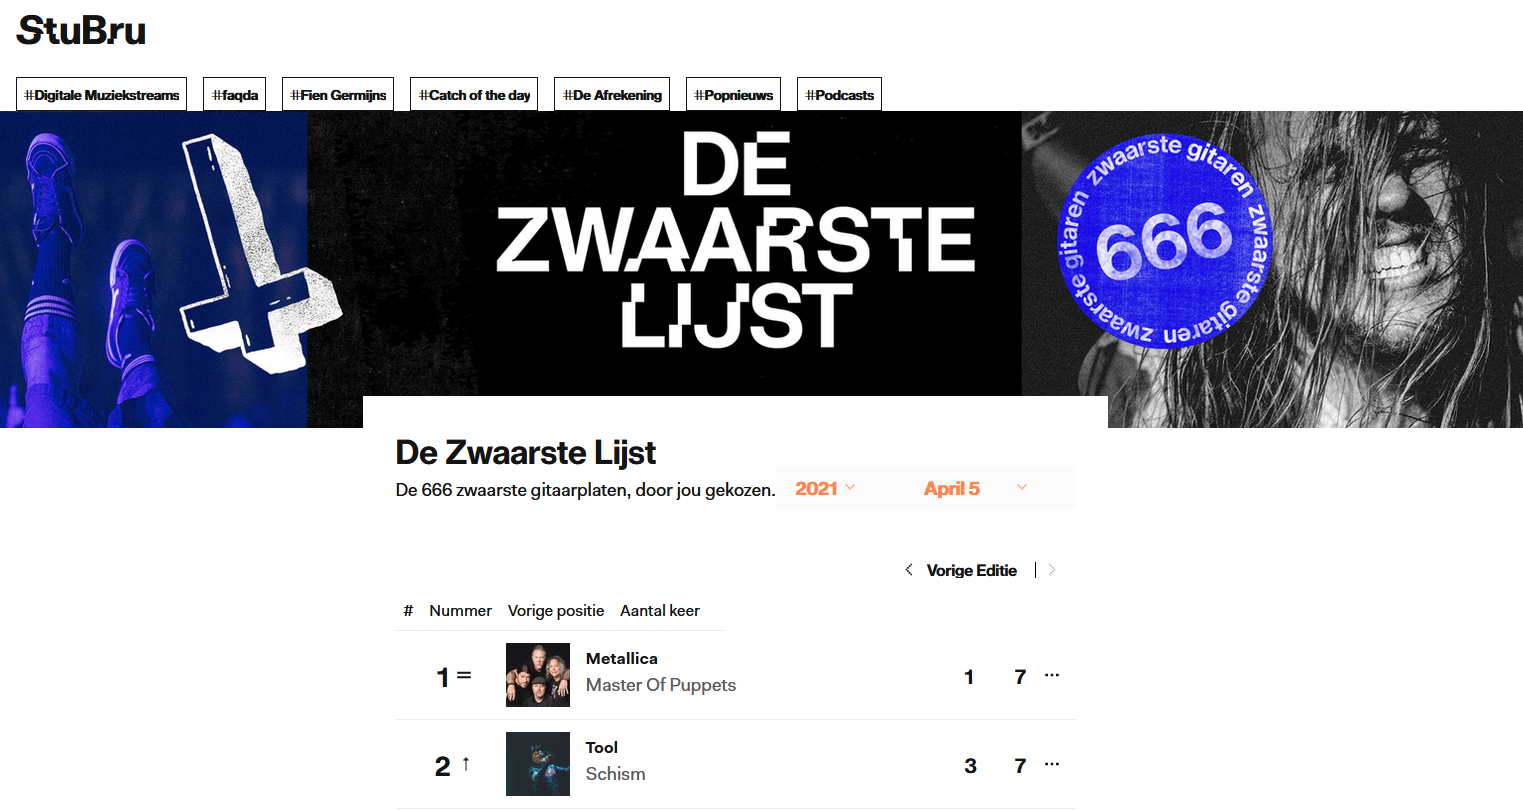 StuBru
#Digitale Muziekstreams #faqda #Fien Germijns #Catch of the day #De Afrekening #Popnieuws #Podcasts
DE
ZWAARSTE
LIJST
zwaarste gitaren zwaarste gitaren zwaarste gitaren
666
De Zwaarste Lijst
De 666 zwaarste gitaarplaten, door jou gekozen. 2021 April 5
Vorige Editie
# Nummer Vorige positie Aantal keer
1 = Metallica 1 7 ...
Master Of Puppets
2 ↑ Tool 3 7 ...
Schism